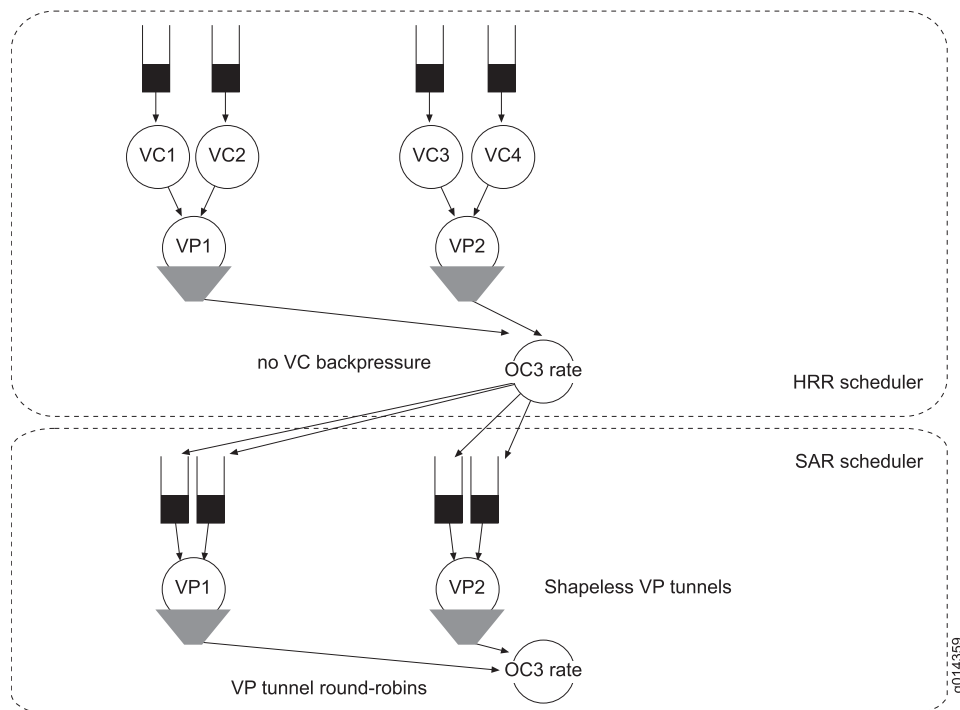 VC1
VC2
VC3
VC4
VP1
VP2
no VC backpressure
OC3 rate
HRR scheduler
SAR scheduler
VP1
VP2
Shapeless VP tunnels
OC3 rate
VP tunnel round-robins
g014359